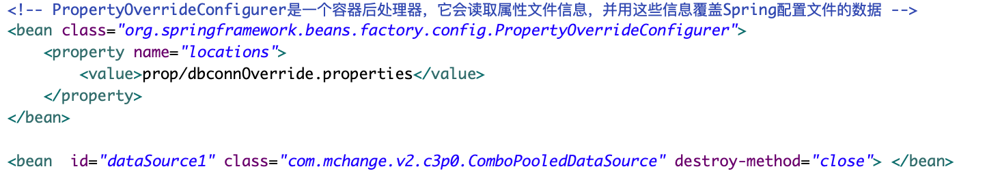 <!-- PropertyOverrideConfigurer是一个容器后处理器，它会读取属性文件信息，并用这些信息覆盖Spring配置文件的数据 -->
<bean class="org.springframework.beans.factory.config.PropertyOverrideConfigurer">
    <property name="locations">
        <value>prop/dbconnOverride.properties</value>
    </property>
</bean>
<bean  id="dataSource1" class="com.mchange.v2.c3p0.ComboPooledDataSource" destroy-method="close"> </bean>